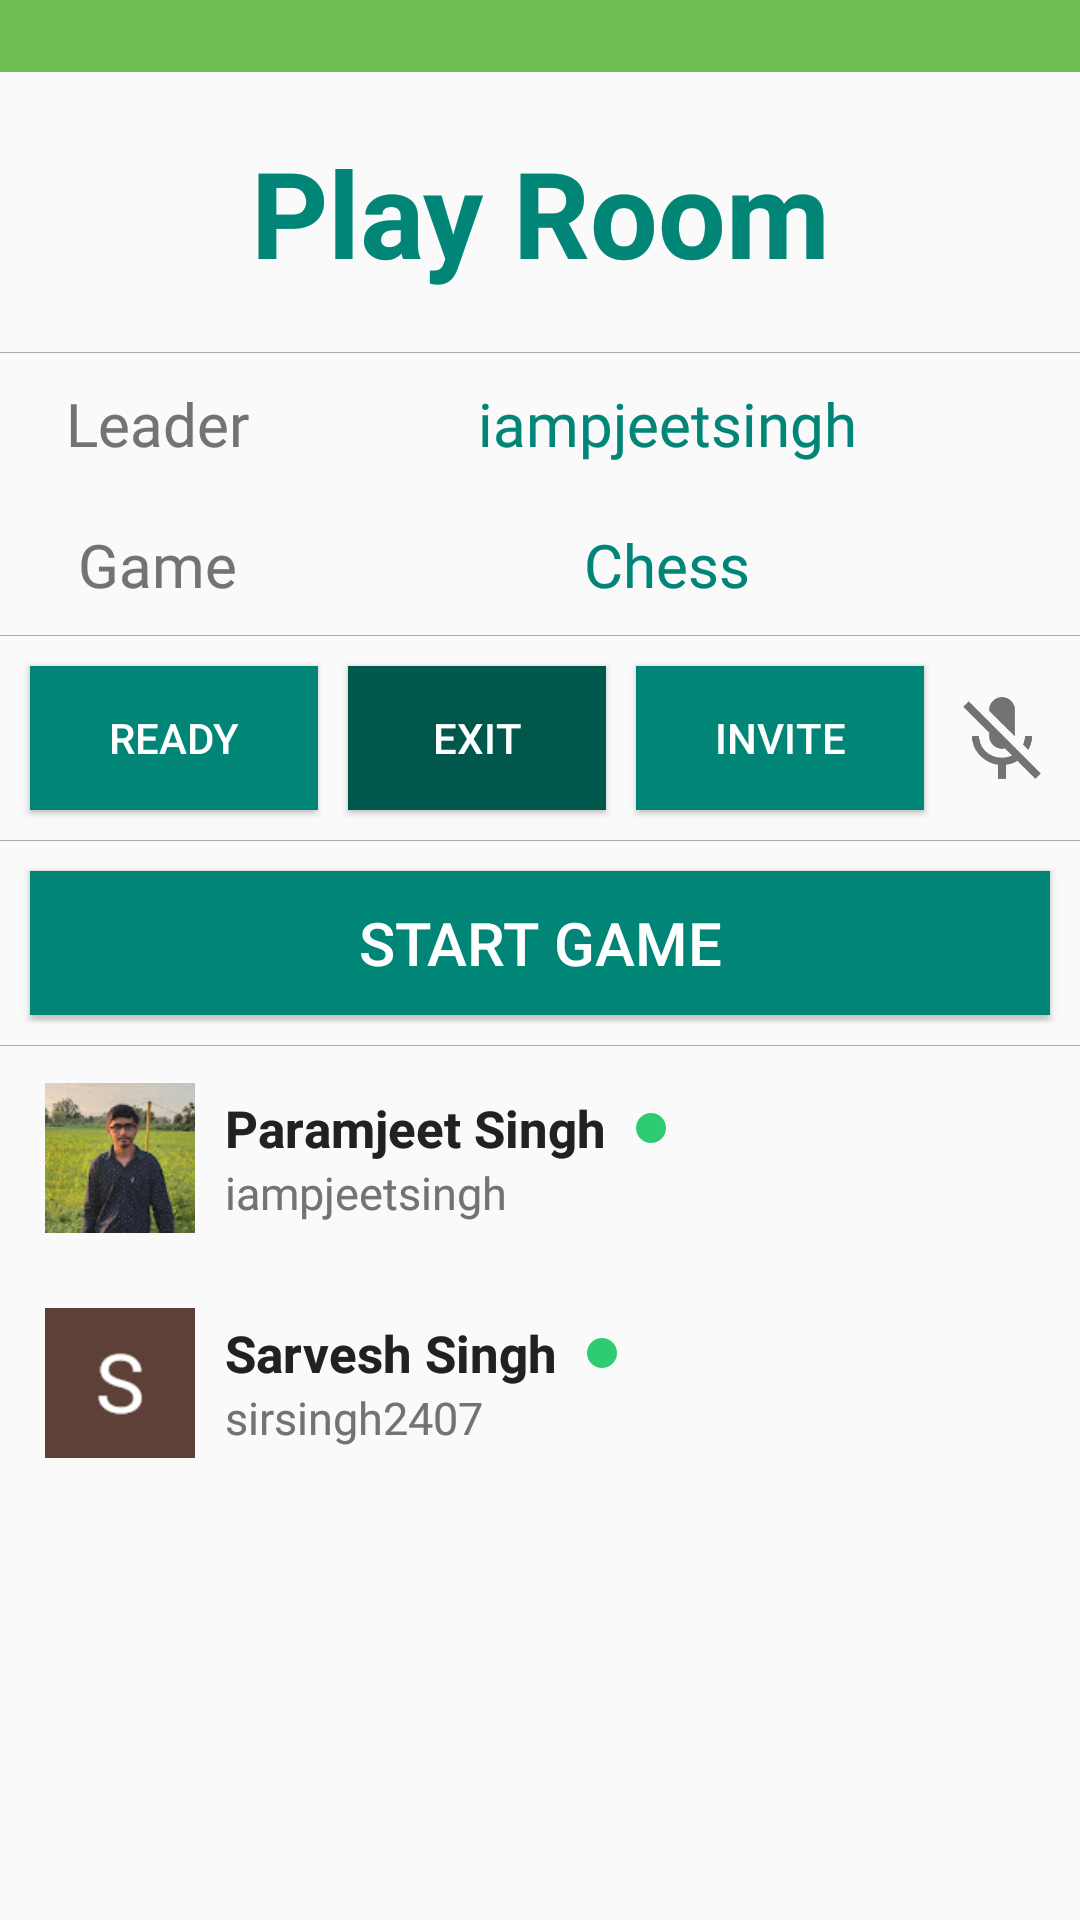 Play Room
Leader iampjeetsingh
Game Chess
READY EXIT INVITE
START GAME
Paramjeet Singh
iampjeetsingh
S
Sarvesh Singh
sirsingh2407